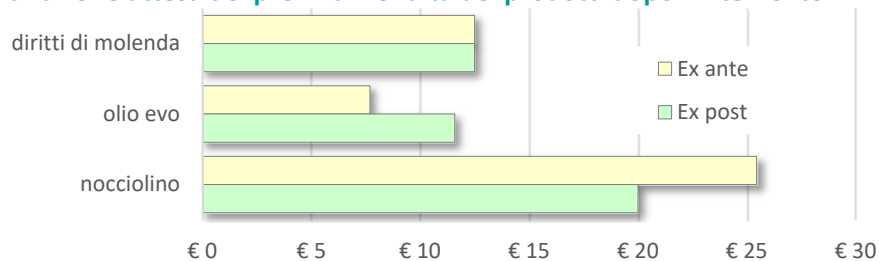 diritti di molenda
Ex ante
olio evo
Ex post
nocciolino
€ 0 € 5 € 10 € 15 € 20 € 25 € 30